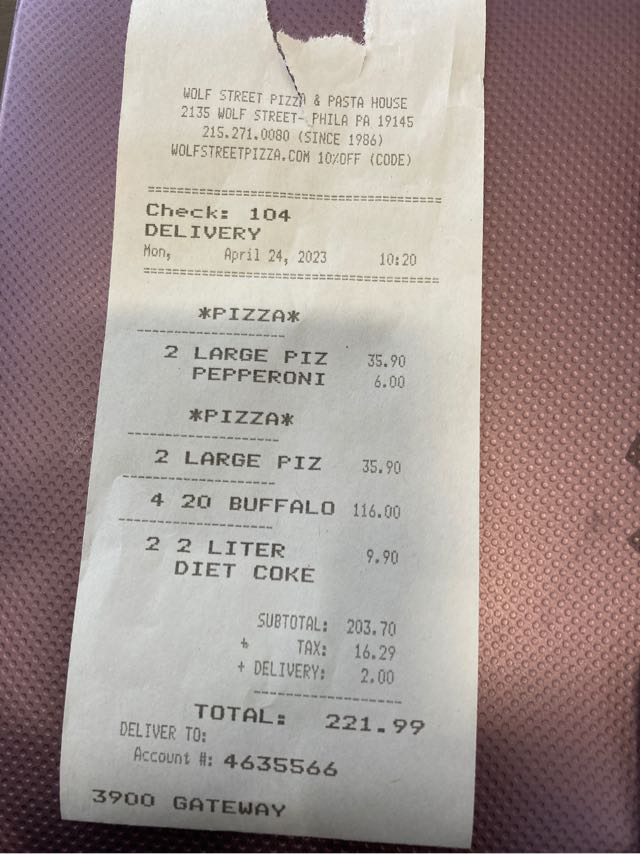 WOLF STREET PIZZA & PASTA HOUSE
2135 WOLF STREET- PHILA PA 19145
215.271.0080 (SINCE 1986)
WOLFSTREETPIZZA.COM 10%OFF (CODE)
Check: 104
DELIVERY
Mon, April 24, 2023 10:20
*PIZZA*
2 LARGE PIZ 35.90
PEPPERONI 6.00
*PIZZA*
2 LARGE PIZ 35.90
4 20 BUFFALO 116.00
2 2 LITER 9.90
DIET COKE
SUBTOTAL: 203.70
+ TAX: 16.29
+ DELIVERY: 2.00
TOTAL: 221.99
DELIVER TO:
Account #: 4635566
3900 GATEWAY